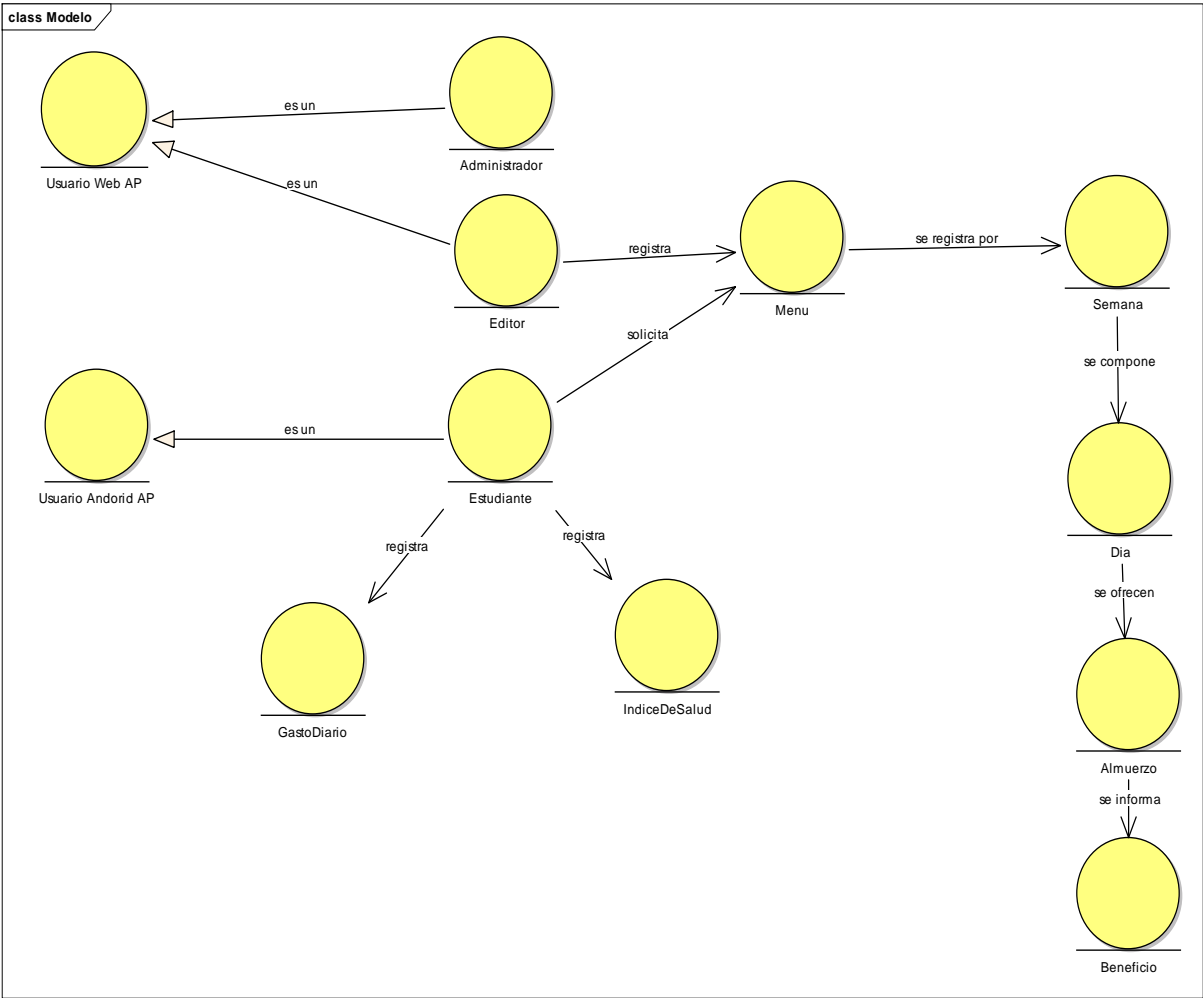 class Modelo
es un
Usuario Web AP
Administrador
es un
registra
Editor
Menu
se registra por
Semana
solicita
se compone
es un
Usuario Andorid AP
Estudiante
registra
registra
Dia
se ofrecen
GastoDiario
IndiceDeSalud
Almuerzo
se informa
Beneficio